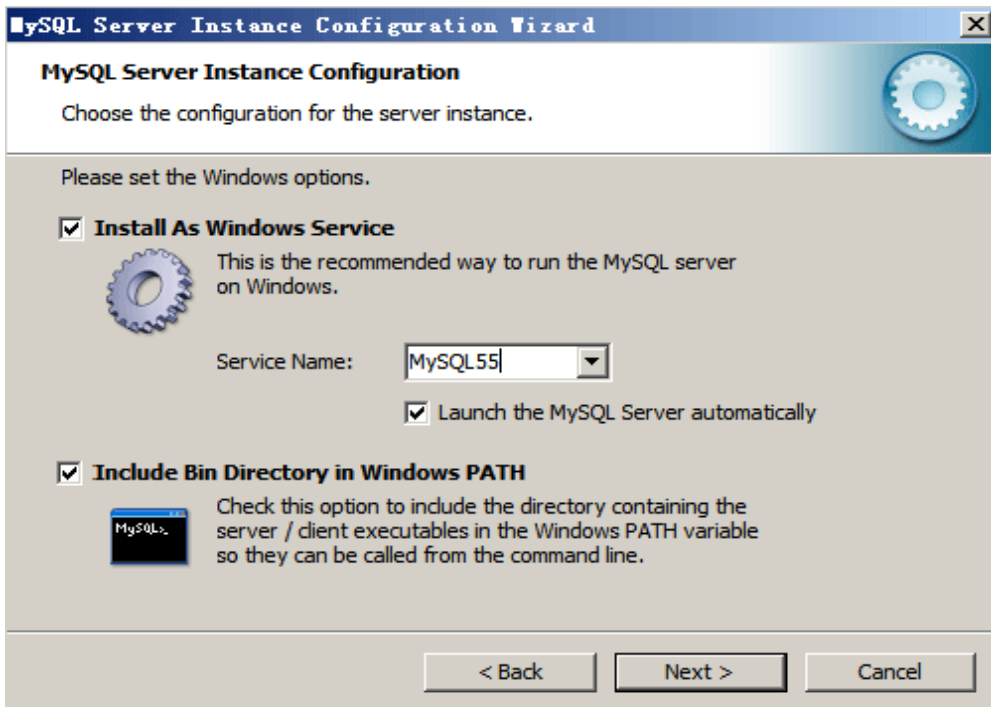 MySQL Server Instance Configuration Wizard
MySQL Server Instance Configuration
Choose the configuration for the server instance.
Please set the Windows options.
Install As Windows Service
This is the recommended way to run the MySQL server
on Windows.
Service Name:
MySQL55
Launch the MySQL Server automatically
Include Bin Directory in Windows PATH
MySQL>_
Check this option to include the directory containing the
server / client executables in the Windows PATH variable
so they can be called from the command line.
< Back
Next >
Cancel